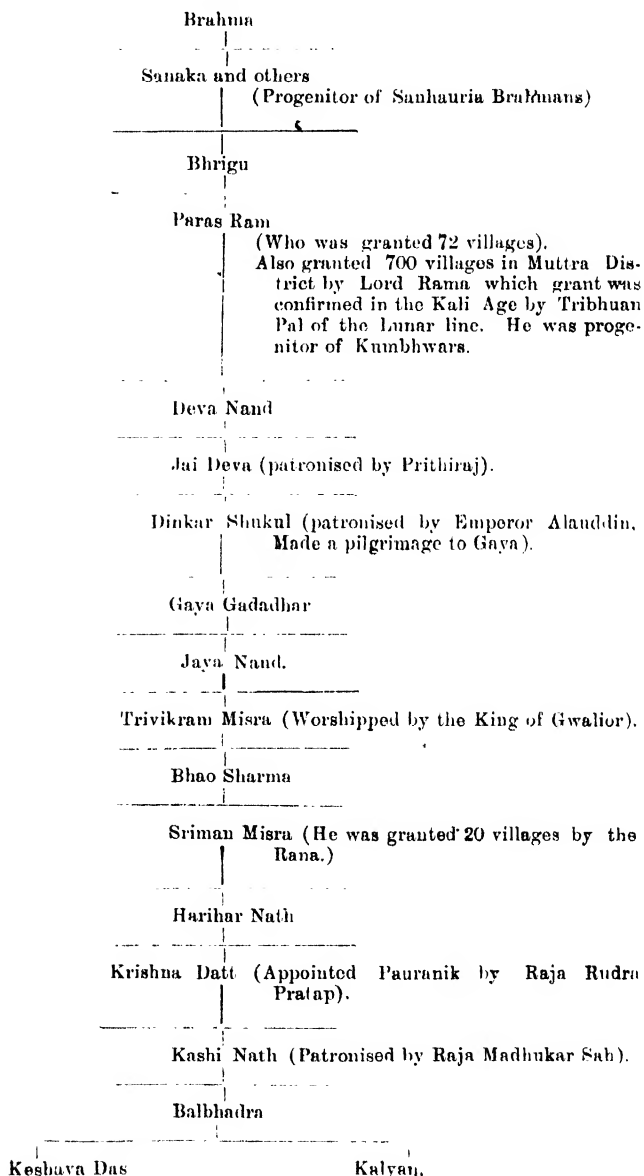 Brahma
Sanaka and others
(Progenitor of Sanhauria Brahmans)
Bhrigu
Paras Ram
(Who was granted 72 villages).
Also granted 700 villages in Muttra Dis-
trict by Lord Rama which grant was
confirmed in the Kali Age by Tribhuan
Pal of the Lunar line. He was proge-
nitor of Kumbhwars.
Deva Nand
Jai Deva (patronised by Prithiraj).
Dinkar Shukul (patronised by Emperor Alauddin.
Made a pilgrimage to Gaya).
Gaya Gadadhar
Jaya Nand.
Trivikram Misra (Worshipped by the King of Gwalior).
Bhao Sharma
Sriman Misra (He was granted 20 villages by the
Rana.)
Harihar Nath
Krishna Datt (Appointed Pauranik by Raja Rudra
Pratap).
Kashi Nath (Patronised by Raja Madhukar Sah).
Balbhadra
Keshava Das Kalyan.